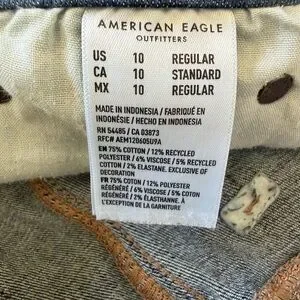 AMERICAN EAGLE
OUTFITTERS
US 10 REGULAR
CA 10 STANDARD
MX 10 REGULAR
MADE IN INDONESIA / FABRIQUÉ EN
INDONÉSIE / HECHO EN INDONESIA
RN 54485 / CA 03873
RFC# AEM120605U9A
EN 75% COTTON / 12% RECYCLED
POLYESTER / 6% VISCOSE / 5% RECYCLED
COTTON / 2% ELASTANE. EXCLUSIVE OF
DECORATION
FR 75% COTON / 12% POLYESTER
RÉGÉNÉRÉ / 6% VISCOSE / 5% COTON
RÉGÉNÉRÉ / 2% ÉLASTHANNE. À
L'EXCEPTION DE LA GARNITURE